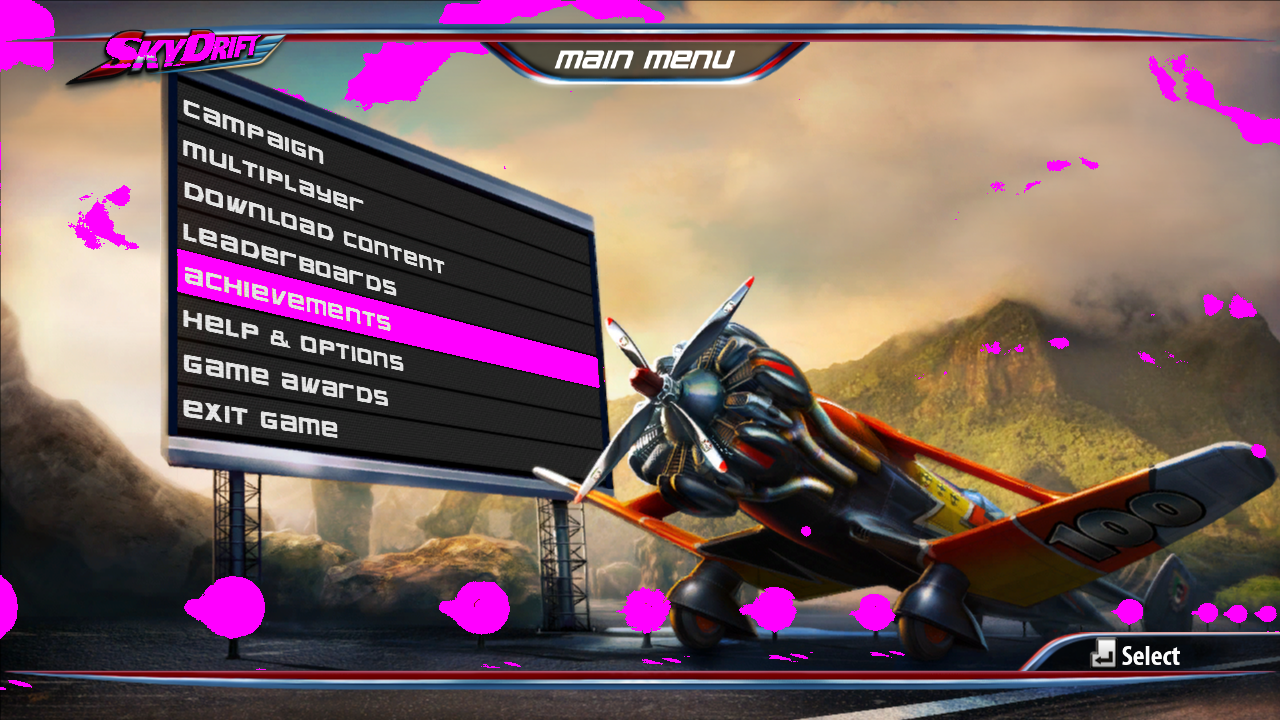 SKYDRIFT
MAIN MENU
CAMPAIGN
MULTIPLAYER
DOWNLOAD CONTENT
LEADERBOARDS
ACHIEVEMENTS
HELP & OPTIONS
GAME AWARDS
EXIT GAME
100
Select